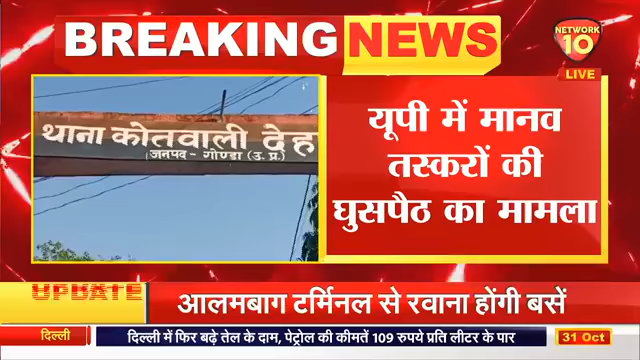 BREAKING NEWS
NETWORK
10
LIVE
थाना कोतवाली देह
जनपद - गोण्डा (उ. प्र.)
यूपी में मानव
तस्करों की
घुसपैठ का मामला
UPDATE
आलमबाग टर्मिनल से रवाना होंगी बसें
दिल्ली
दिल्ली में फिर बढ़े तेल के दाम, पेट्रोल की कीमतें 109 रुपये प्रति लीटर के पार
31 Oct